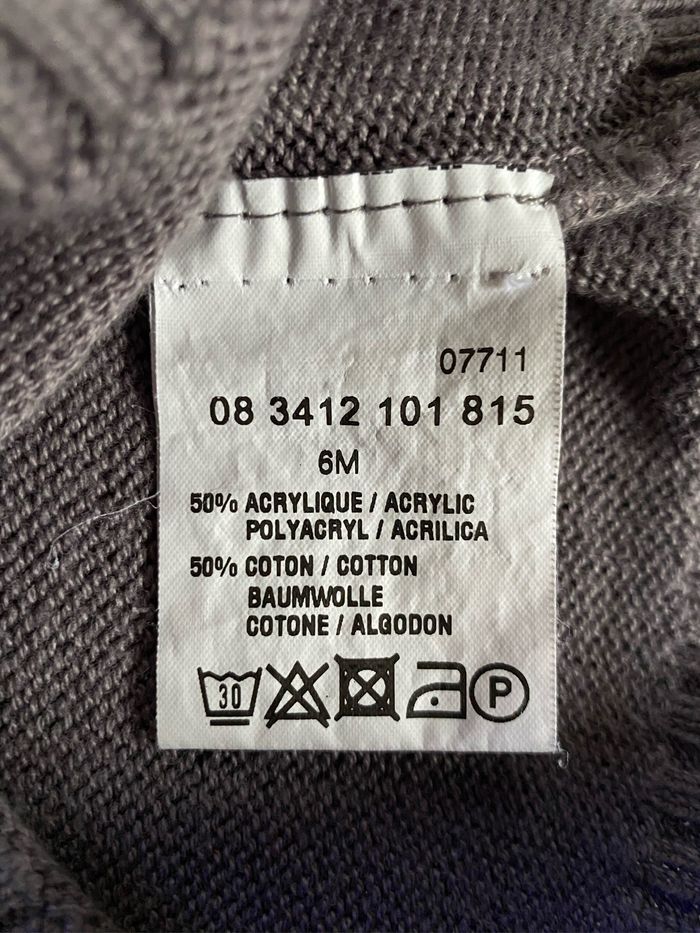 07711
08 3412 101 815
6M
50% ACRYLIQUE / ACRYLIC
POLYACRYL / ACRILICA
50% COTON / COTTON
BAUMWOLLE
COTONE / ALGODON
30 P